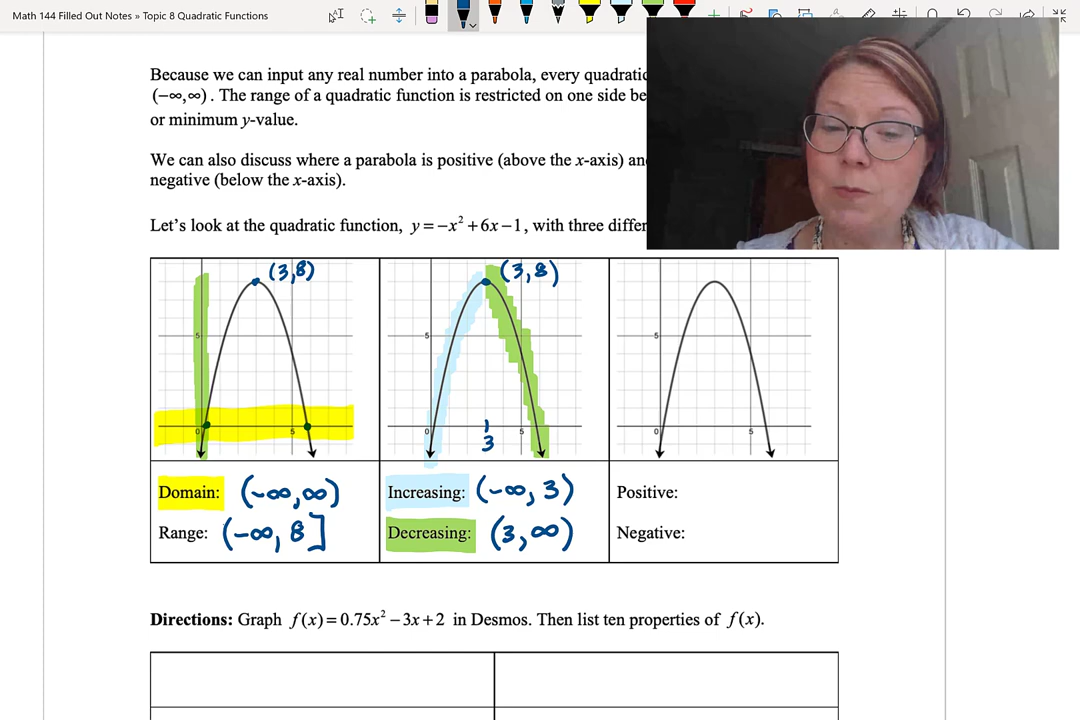 Math 144 Filled Out Notes » Topic 8 Quadratic Functions
Because we can input any real number into a parabola, every quadratic
(−∞,∞). The range of a quadratic function is restricted on one side be
or minimum y-value.
We can also discuss where a parabola is positive (above the x-axis) an
negative (below the x-axis).
Let's look at the quadratic function, y = −x² + 6x − 1, with three differ
(3,8)
5
0
5
(3,8)
5
0
3
5
5
0
5
Domain: (-∞,∞)
Range: (-∞, 8]
Increasing: (-∞, 3)
Decreasing: (3,∞)
Positive:
Negative:
Directions: Graph f(x) = 0.75x² − 3x + 2 in Desmos. Then list ten properties of f(x).